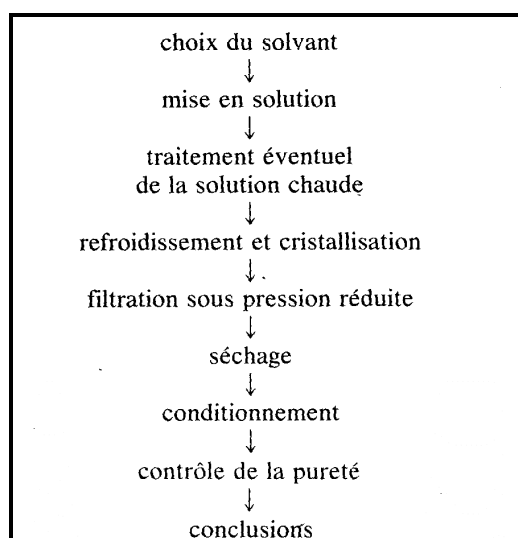 choix du solvant
↓
mise en solution
↓
traitement éventuel
de la solution chaude
↓
refroidissement et cristallisation
↓
filtration sous pression réduite
↓
séchage
↓
conditionnement
↓
contrôle de la pureté
↓
conclusions